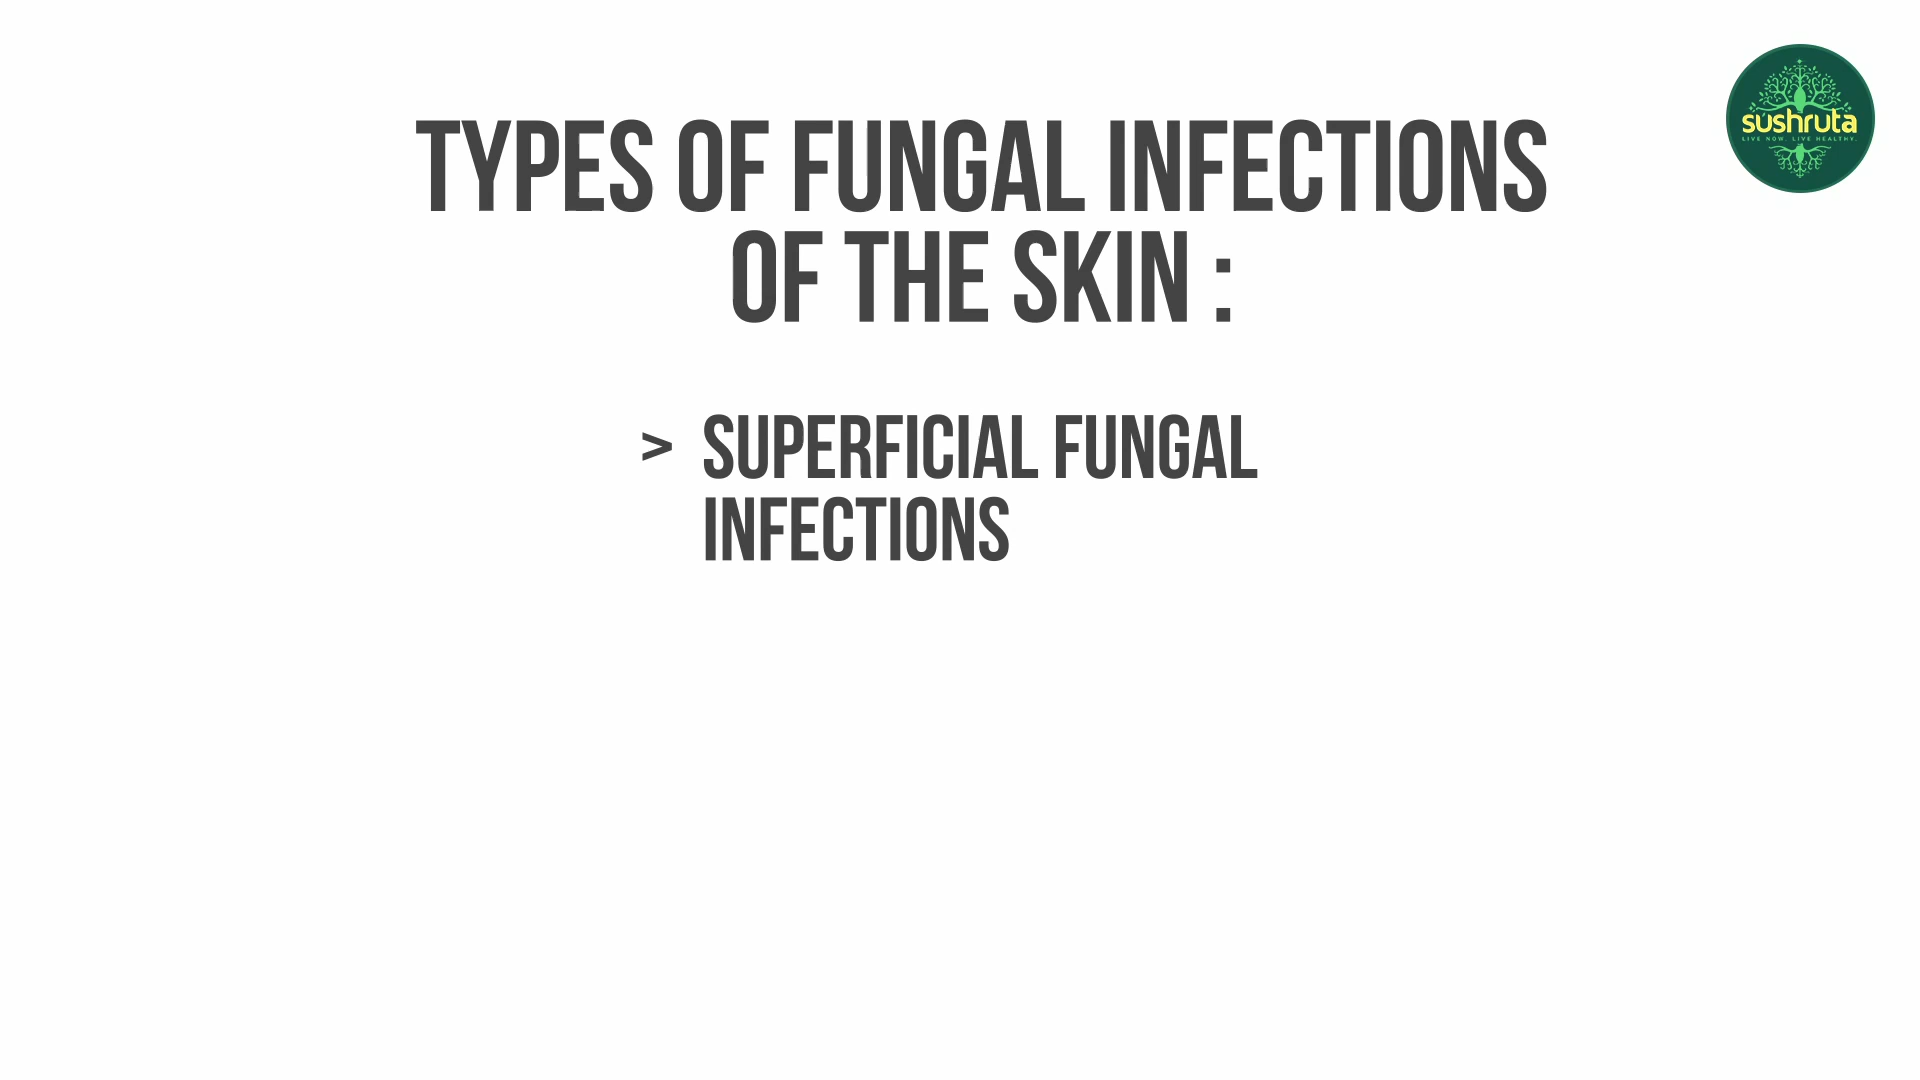 TYPES OF FUNGAL INFECTIONS
OF THE SKIN :
> SUPERFICIAL FUNGAL
INFECTIONS
sushruta
LIVE NOW. LIVE HEALTHY.